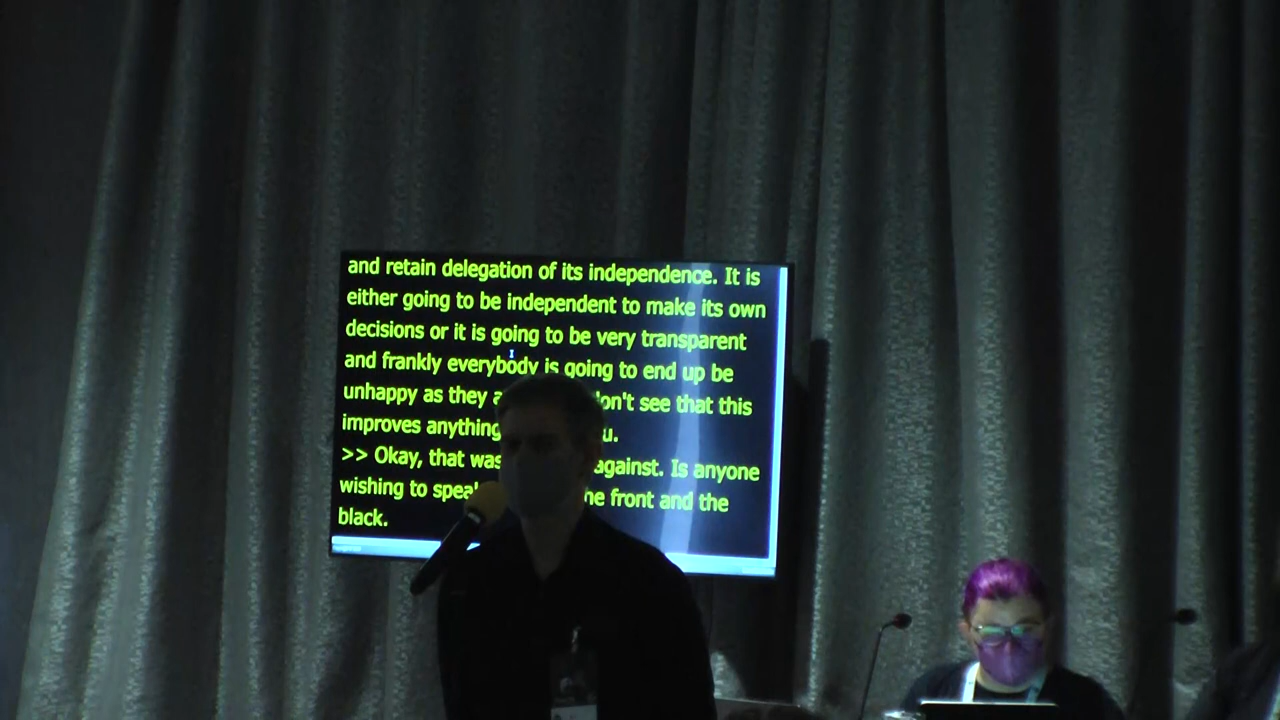 and retain delegation of its independence. It is
either going to be independent to make its own
decisions or it is going to be very transparent
and frankly everybody is going to end up be
unhappy as they a on't see that this
improves anything u.
>> Okay, that was against. Is anyone
wishing to spea he front and the
black.